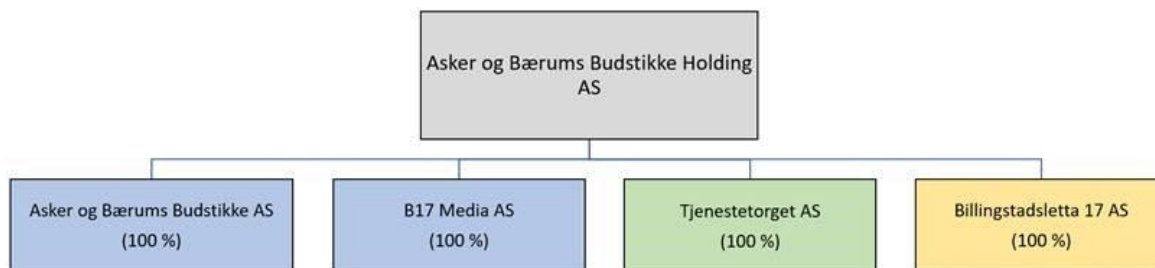 Asker og Bærums Budstikke Holding
AS
Asker og Bærums Budstikke AS
(100 %)
B17 Media AS
(100 %)
Tjenestetorget AS
(100 %)
Billingstadsletta 17 AS
(100 %)